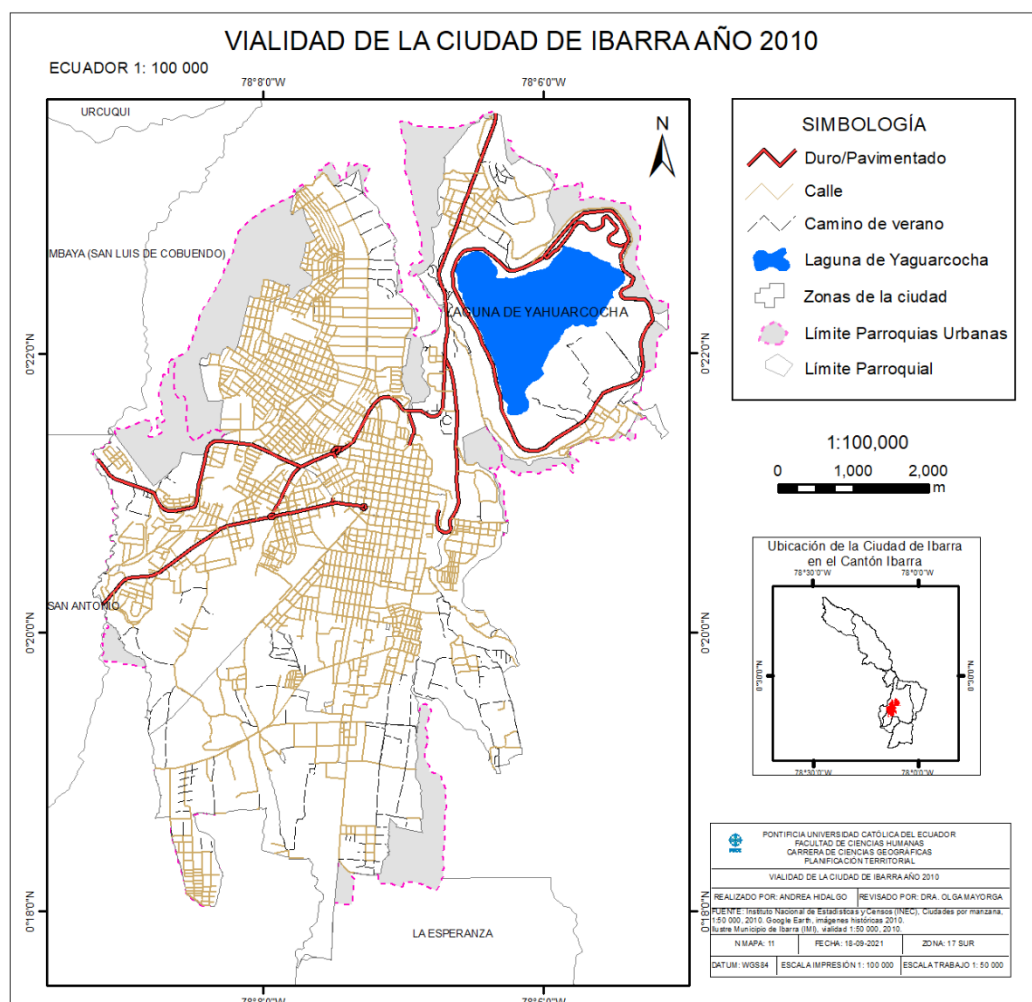 VIALIDAD DE LA CIUDAD DE IBARRA AÑO 2010
ECUADOR 1: 100 000
78°8'0"W
78°6'0"W
URCUQUI
N
MBAYA (SAN LUIS DE COBUENDO)
LAGUNA DE YAHUARCOCHA
0°22'0"N
0°22'0"N
SAN ANTONIO
0°20'0"N
0°20'0"N
0°18'0"N
0°18'0"N
LA ESPERANZA
78°8'0"W
78°6'0"W
SIMBOLOGÍA
Duro/Pavimentado
Calle
Camino de verano
Laguna de Yaguarcocha
Zonas de la ciudad
Límite Parroquias Urbanas
Límite Parroquial
1:100,000
0 1,000 2,000
m
Ubicación de la Ciudad de Ibarra
en el Cantón Ibarra
78°30'0"W
78°0'0"W
0°30'0"N
0°30'0"N
78°30'0"W
78°0'0"W
PUCE
PONTIFICIA UNIVERSIDAD CATÓLICA DEL ECUADOR
FACULTAD DE CIENCIAS HUMANAS
CARRERA DE CIENCIAS GEOGRÁFICAS
PLANIFICACIÓN TERRITORIAL
VIALIDAD DE LA CIUDAD DE IBARRA AÑO 2010
REALIZADO POR: ANDREA HIDALGO
REVISADO POR: DRA. OLGA MAYORGA
FUENTE: Instituto Nacional de Estadísticas y Censos (INEC), Ciudades por manzana,
1:50 000, 2010. Google Earth, imágenes históricas 2010.
Ilustre Municipio de Ibarra (IMI), vialidad 1:50 000, 2010.
N MAPA: 11
FECHA: 18-09-2021
ZONA: 17 SUR
DATUM: WGS84
ESCALA IMPRESIÓN 1: 100 000
ESCALA TRABAJO 1: 50 000